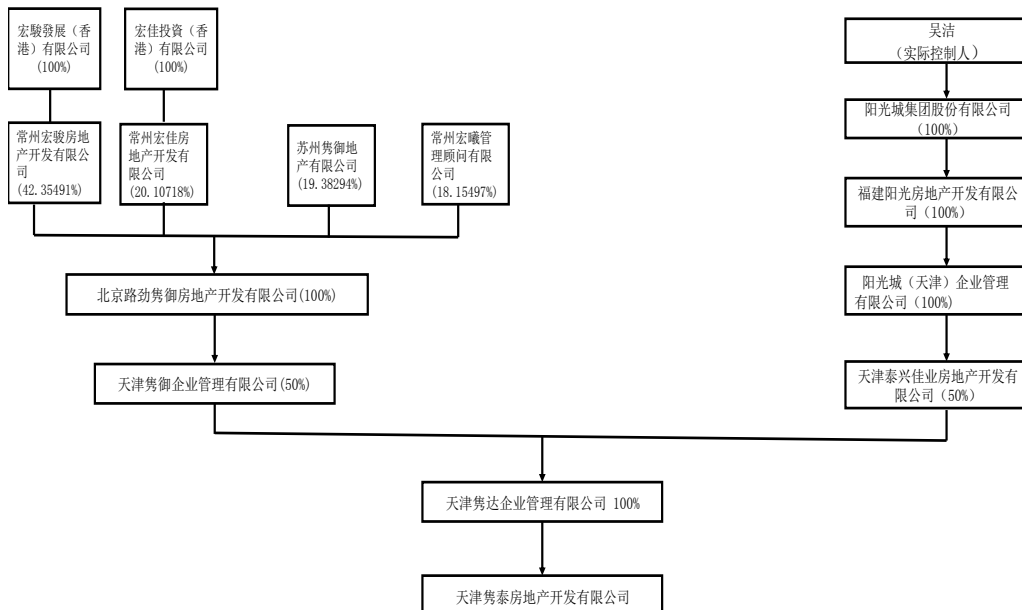 宏駿發展（香
港）有限公司
(100%)
宏佳投資（香
港）有限公司
(100%)
吴洁
（实际控制人）
阳光城集团股份有限公司
(100%)
常州宏骏房地
产开发有限公
司
(42.35491%)
常州宏佳房
地产开发有
限公司
(20.10718%)
苏州隽御地
产有限公司
(19.38294%)
常州宏曦管
理顾问有限
公司
(18.15497%)
福建阳光房地产开发有限公
司（100%）
北京路劲隽御房地产开发有限公司(100%)
阳光城（天津）企业管理
有限公司（100%)
天津隽御企业管理有限公司(50%)
天津泰兴佳业房地产开发有
限公司（50%）
天津隽达企业管理有限公司 100%
天津隽泰房地产开发有限公司